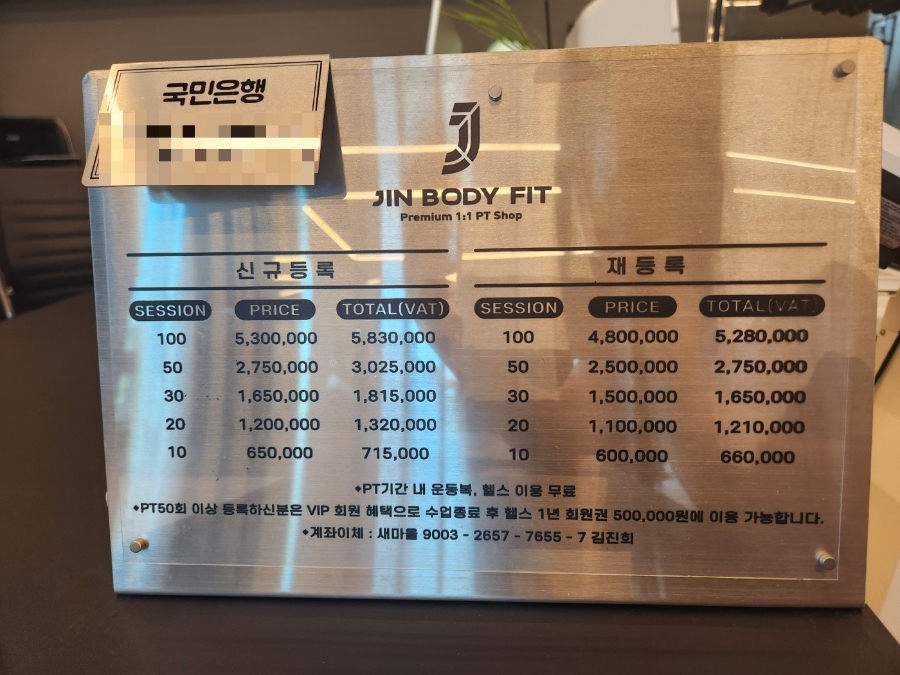 국민은행
JIN BODY FIT
Premium 1:1 PT Shop
신규등록
SESSION PRICE TOTAL(VAT)
100 5,300,000 5,830,000
50 2,750,000 3,025,000
30 1,650,000 1,815,000
20 1,200,000 1,320,000
10 650,000 715,000
재등록
SESSION PRICE TOTAL(VAT)
100 4,800,000 5,280,000
50 2,500,000 2,750,000
30 1,500,000 1,650,000
20 1,100,000 1,210,000
10 600,000 660,000
◆PT기간 내 운동복, 헬스 이용 무료
◆PT50회 이상 등록하신분은 VIP 회원 혜택으로 수업종료 후 헬스 1년 회원권 500,000원에 이용 가능합니다.
◆계좌이체 : 새마을 9003 - 2657 - 7655 - 7 김진희